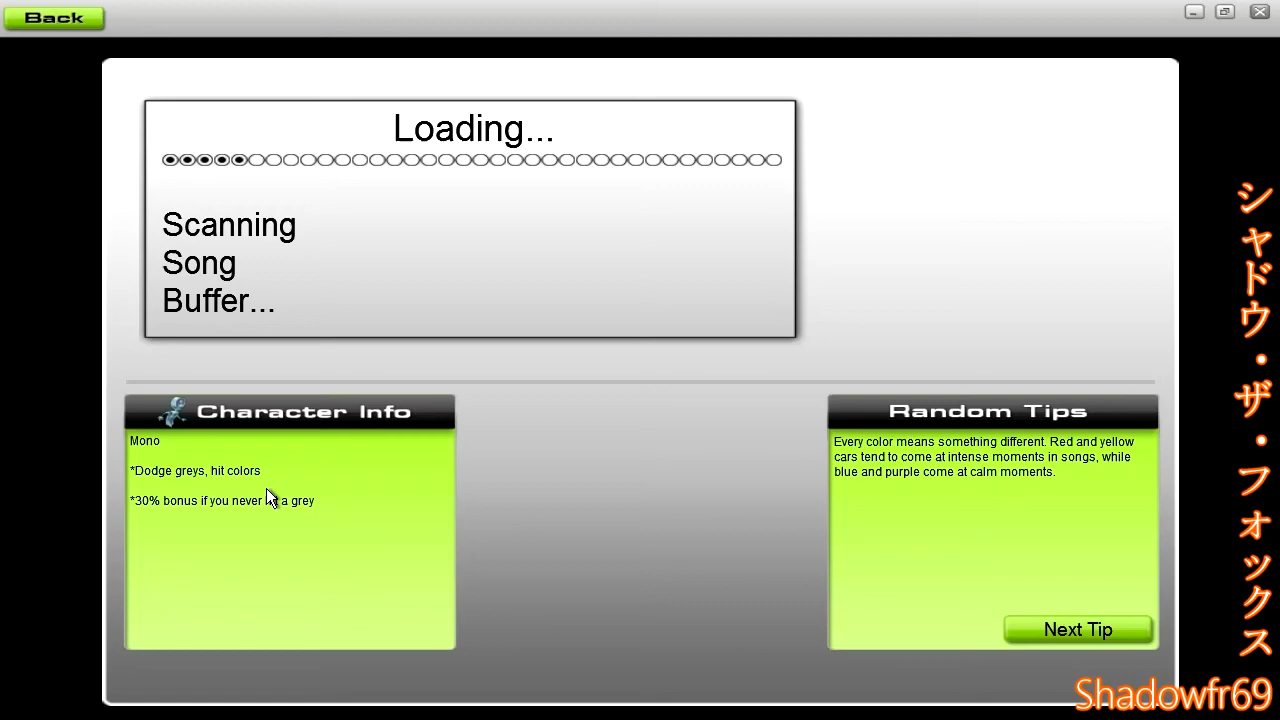 Back
Loading...
Scanning
Song
Buffer...
Character Info
Mono
*Dodge greys, hit colors
*30% bonus if you never a grey
Random Tips
Every color means something different. Red and yellow
cars tend to come at intense moments in songs, while
blue and purple come at calm moments.
Next Tip
シャドウ・ザ・フォックス
Shadowfr69